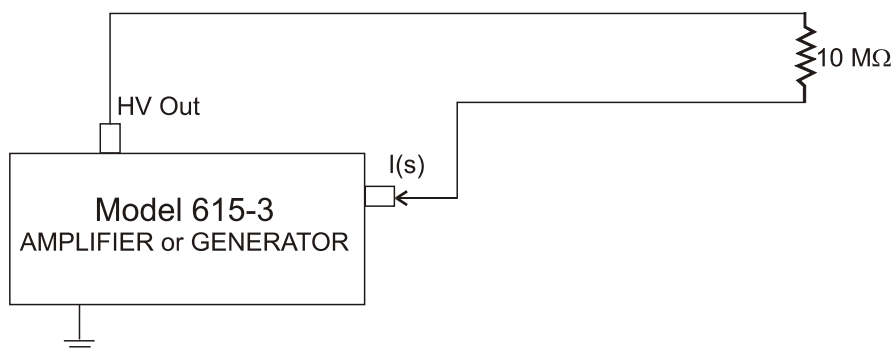 10 MΩ
HV Out
I(s)
Model 615-3
AMPLIFIER or GENERATOR